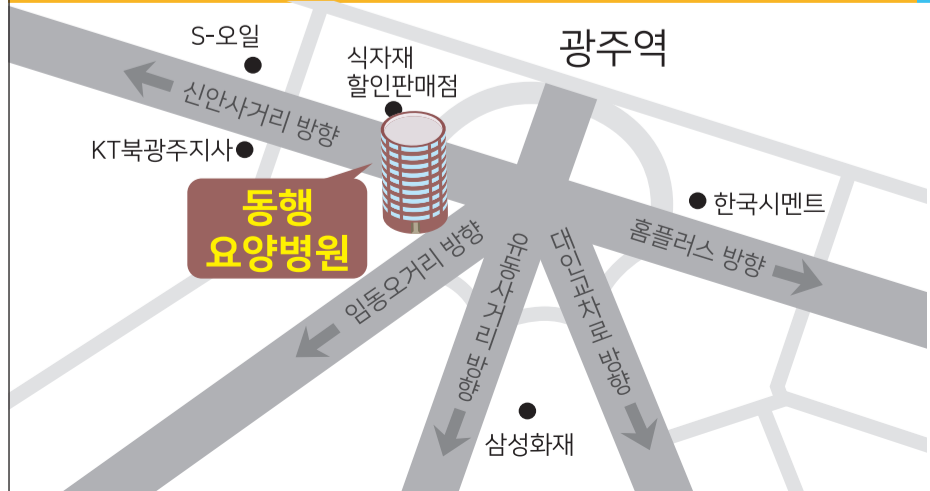 S-오일
식자재
할인판매점
광주역
신안사거리 방향
KT북광주지사
동행
요양병원
한국시멘트
홈플러스 방향
임동오거리 방향
유동사거리 방향
대인교차로 방향
삼성화재